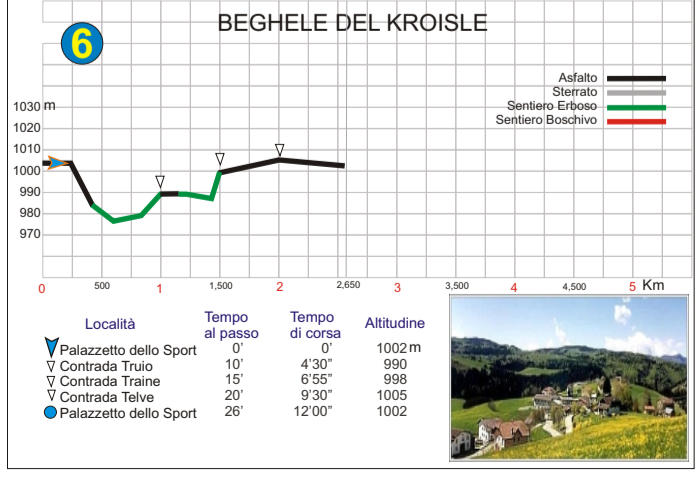 BEGHELE DEL KROISLE
6
Asfalto
Sterrato
Sentiero Erboso
Sentiero Boschivo
1030 m
1020
1010
1000
990
980
970
0 500 1 1,500 2 2,650 3 3,500 4 4,500 5 Km
Località Tempo al passo Tempo di corsa Altitudine
Palazzetto dello Sport 0' 0' 1002 m
Contrada Truio 10' 4'30" 990
Contrada Traine 15' 6'55" 998
Contrada Telve 20' 9'30" 1005
Palazzetto dello Sport 26' 12'00" 1002